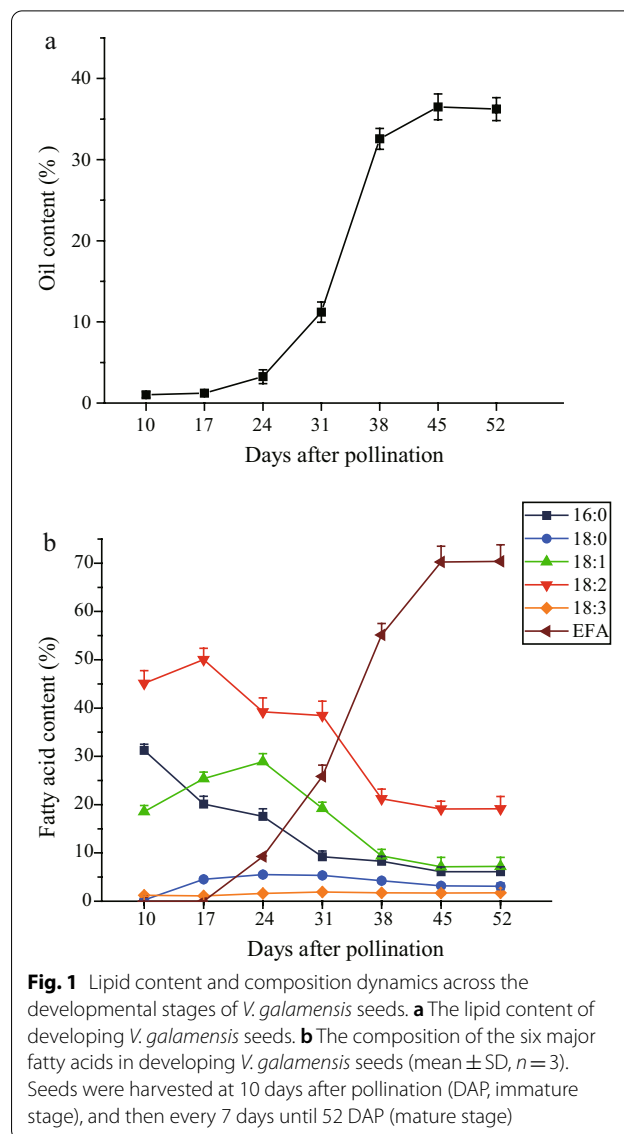 a
40
30
20
10
0
Oil content (%)
10 17 24 31 38 45 52
Days after pollination
b
16:0
18:0
18:1
18:2
18:3
EFA
70
60
50
40
30
20
10
0
Fatty acid content (%)
10 17 24 31 38 45 52
Days after pollination
Fig. 1 Lipid content and composition dynamics across the
developmental stages of V. galamensis seeds. a The lipid content of
developing V. galamensis seeds. b The composition of the six major
fatty acids in developing V. galamensis seeds (mean ± SD, n = 3).
Seeds were harvested at 10 days after pollination (DAP, immature
stage), and then every 7 days until 52 DAP (mature stage)